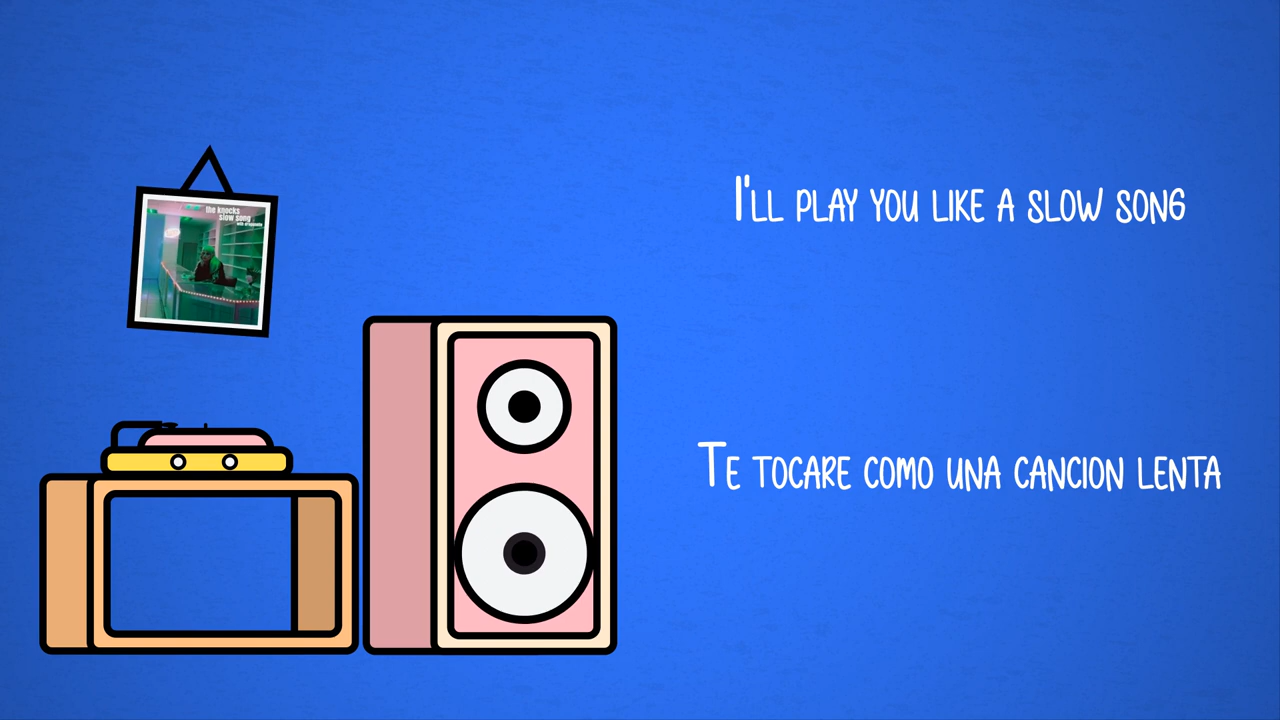 the knocks
slow song
I'LL PLAY YOU LIKE A SLOW SONG
TE TOCARE COMO UNA CANCION LENTA